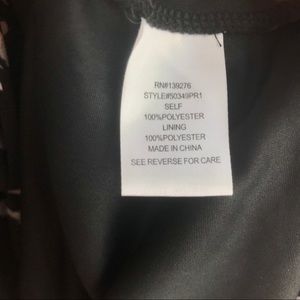 RN#139276
STYLE#50349PR1
SELF
100%POLYESTER
LINING
100%POLYESTER
MADE IN CHINA
SEE REVERSE FOR CARE